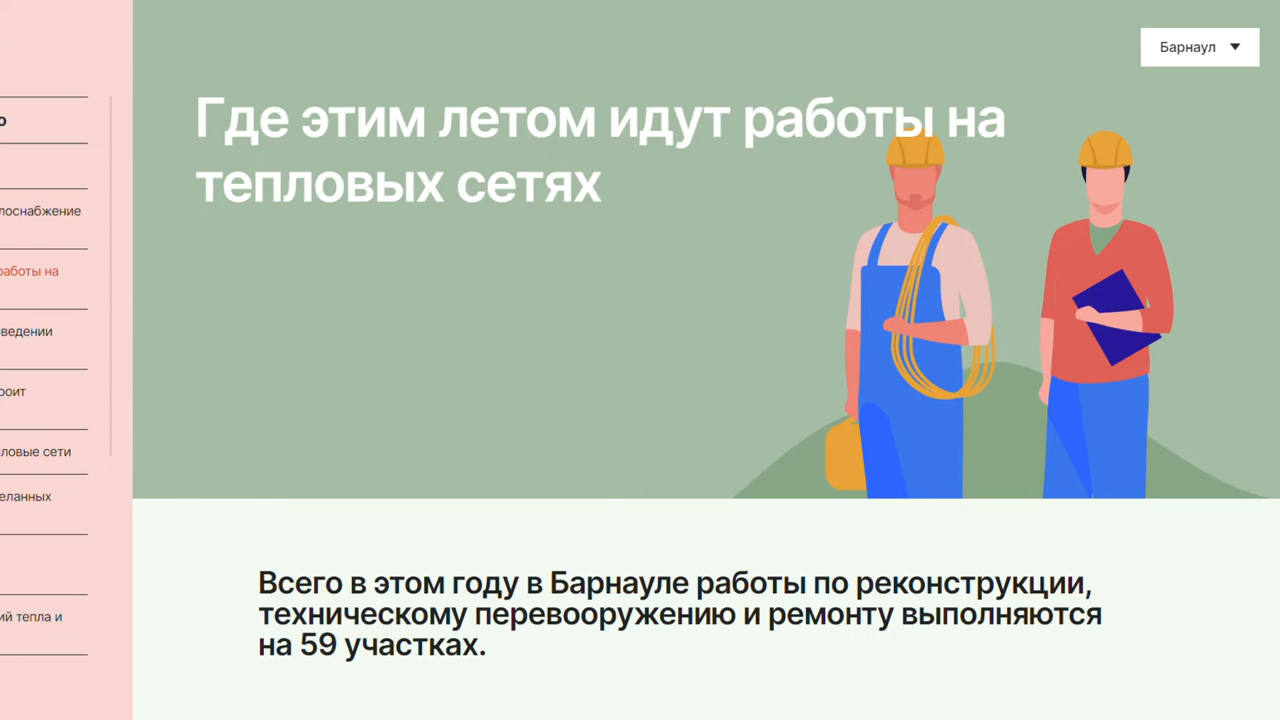 Барнаул
Где этим летом идут работы на
тепловых сетях
о
лоснабжение
работы на
ведении
роит
ловые сети
еланных
ий тепла и
Всего в этом году в Барнауле работы по реконструкции,
техническому перевооружению и ремонту выполняются
на 59 участках.